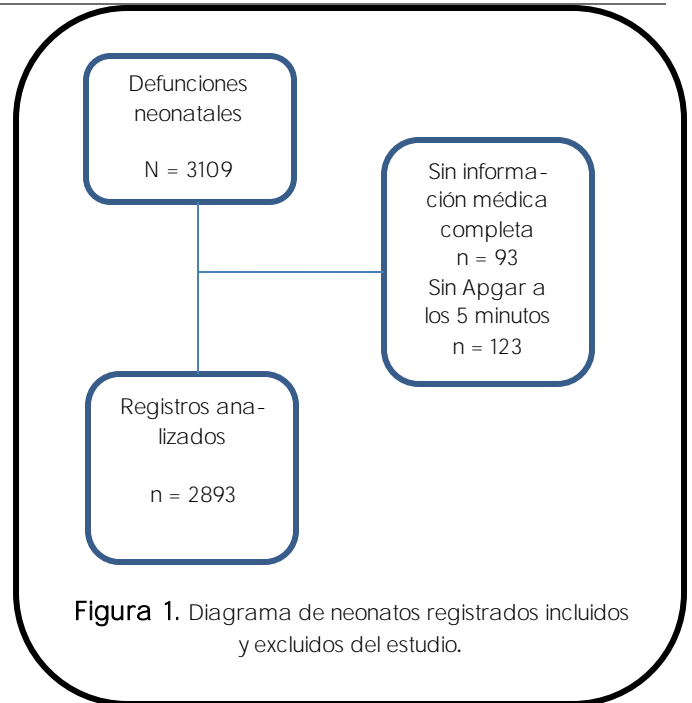 Defunciones
neonatales
N = 3109
Sin informa-
ción médica
completa
n = 93
Sin Apgar a
los 5 minutos
n = 123
Registros ana-
lizados
n = 2893
Figura 1. Diagrama de neonatos registrados incluidos
y excluidos del estudio.